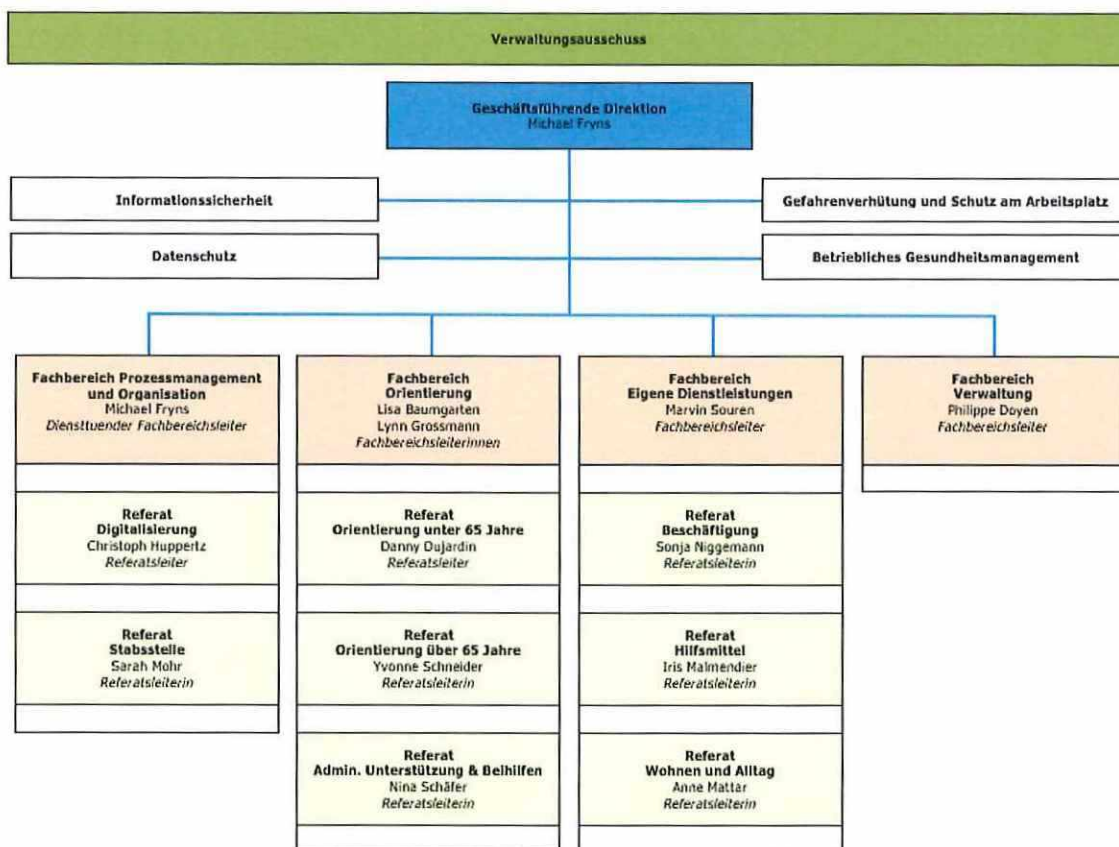 Verwaltungsausschuss
Geschäftsführende Direktion
Michael Fryns
Informationssicherheit
Gefahrenverhütung und Schutz am Arbeitsplatz
Datenschutz
Betriebliches Gesundheitsmanagement
Fachbereich Prozessmanagement
und Organisation
Michael Fryns
Diensttuender Fachbereichsleiter
Fachbereich
Orientierung
Lisa Baumgarten
Lynn Grossmann
Fachbereichsleiterinnen
Fachbereich
Eigene Dienstleistungen
Marvin Souren
Fachbereichsleiter
Fachbereich
Verwaltung
Philippe Doyen
Fachbereichsleiter
Referat
Digitalisierung
Christoph Huppertz
Referatsleiter
Referat
Orientierung unter 65 Jahre
Danny Dujardin
Referatsleiter
Referat
Beschäftigung
Sonja Niggemann
Referatsleiterin
Referat
Stabsstelle
Sarah Mohr
Referatsleiterin
Referat
Orientierung über 65 Jahre
Yvonne Schneider
Referatsleiterin
Referat
Hilfsmittel
Iris Malmendier
Referatsleiterin
Referat
Admin. Unterstützung & Beihilfen
Nina Schäfer
Referatsleiterin
Referat
Wohnen und Alltag
Anne Mattar
Referatsleiterin